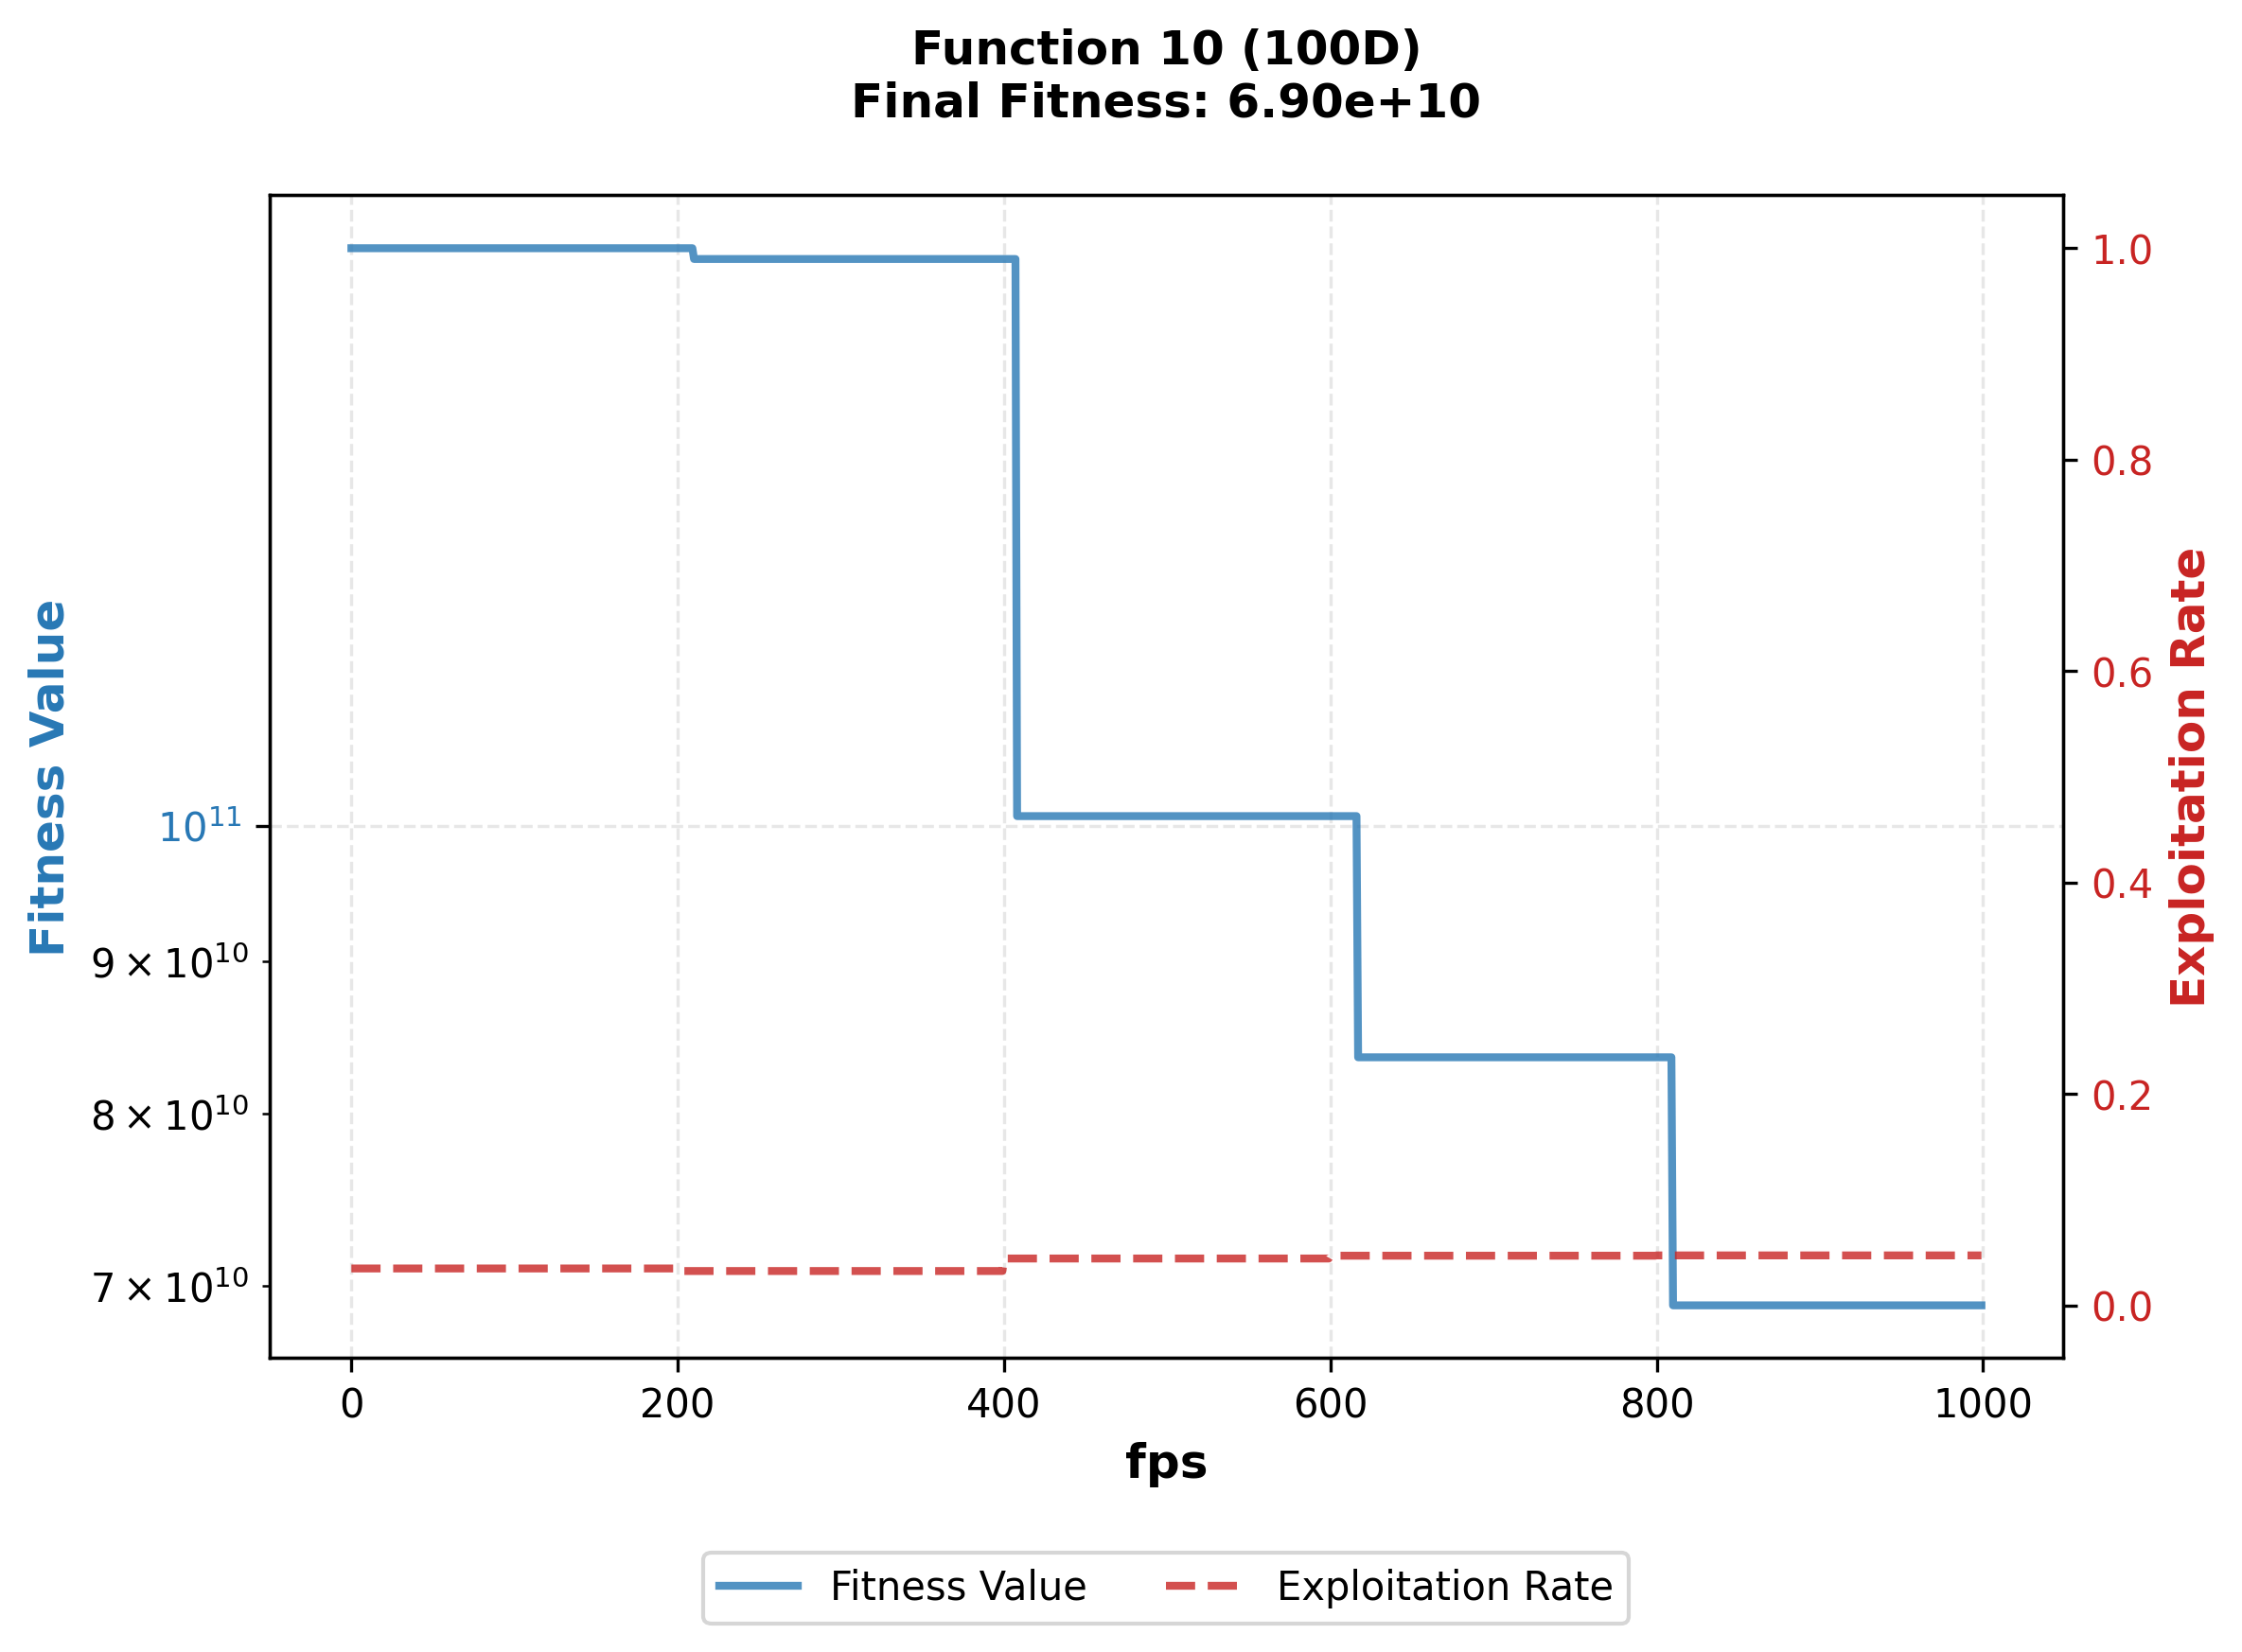 Function 10 (100D)
Final Fitness: 6.90e+10
Fitness Value
10¹¹
9×10¹⁰
8×10¹⁰
7×10¹⁰
1.0
0.8
0.6
0.4
0.2
0.0
Exploitation Rate
0 200 400 600 800 1000
fps
Fitness Value Exploitation Rate